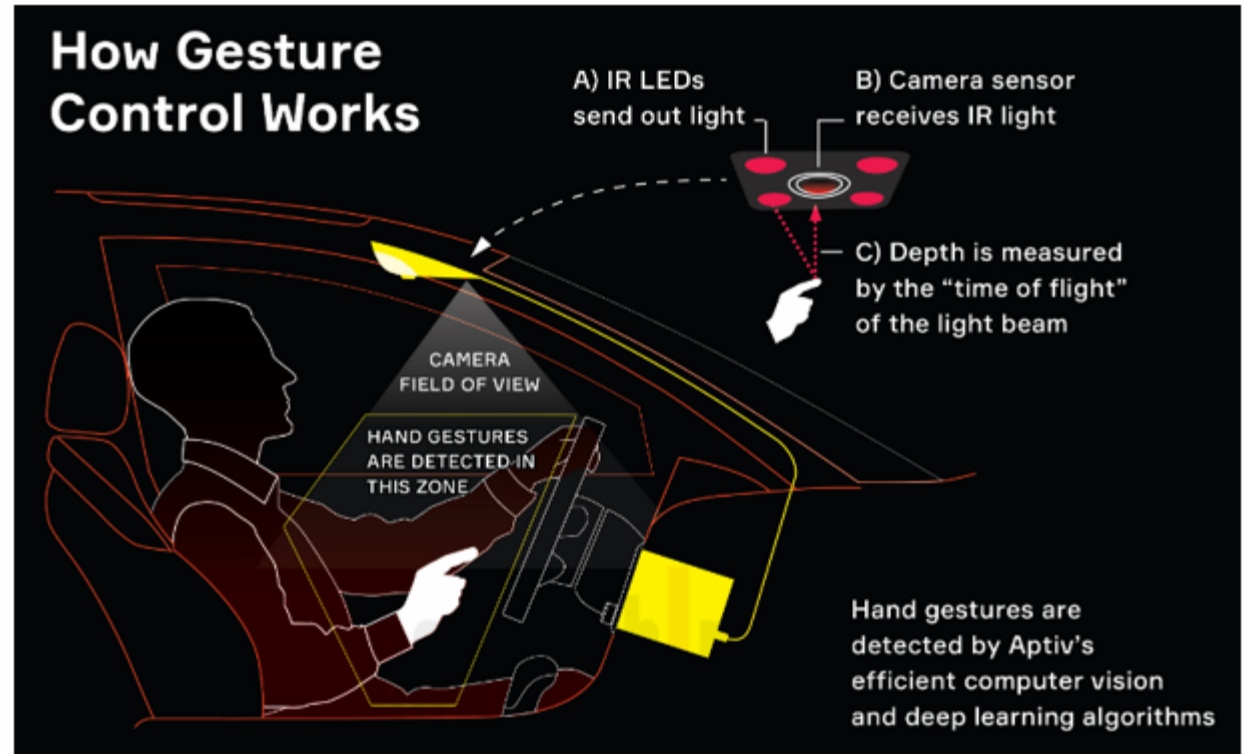 How Gesture
Control Works
A) IR LEDs
send out light
B) Camera sensor
receives IR light
C) Depth is measured
by the “time of flight”
of the light beam
CAMERA
FIELD OF VIEW
HAND GESTURES
ARE DETECTED IN
THIS ZONE
Hand gestures are
detected by Aptiv’s
efficient computer vision
and deep learning algorithms